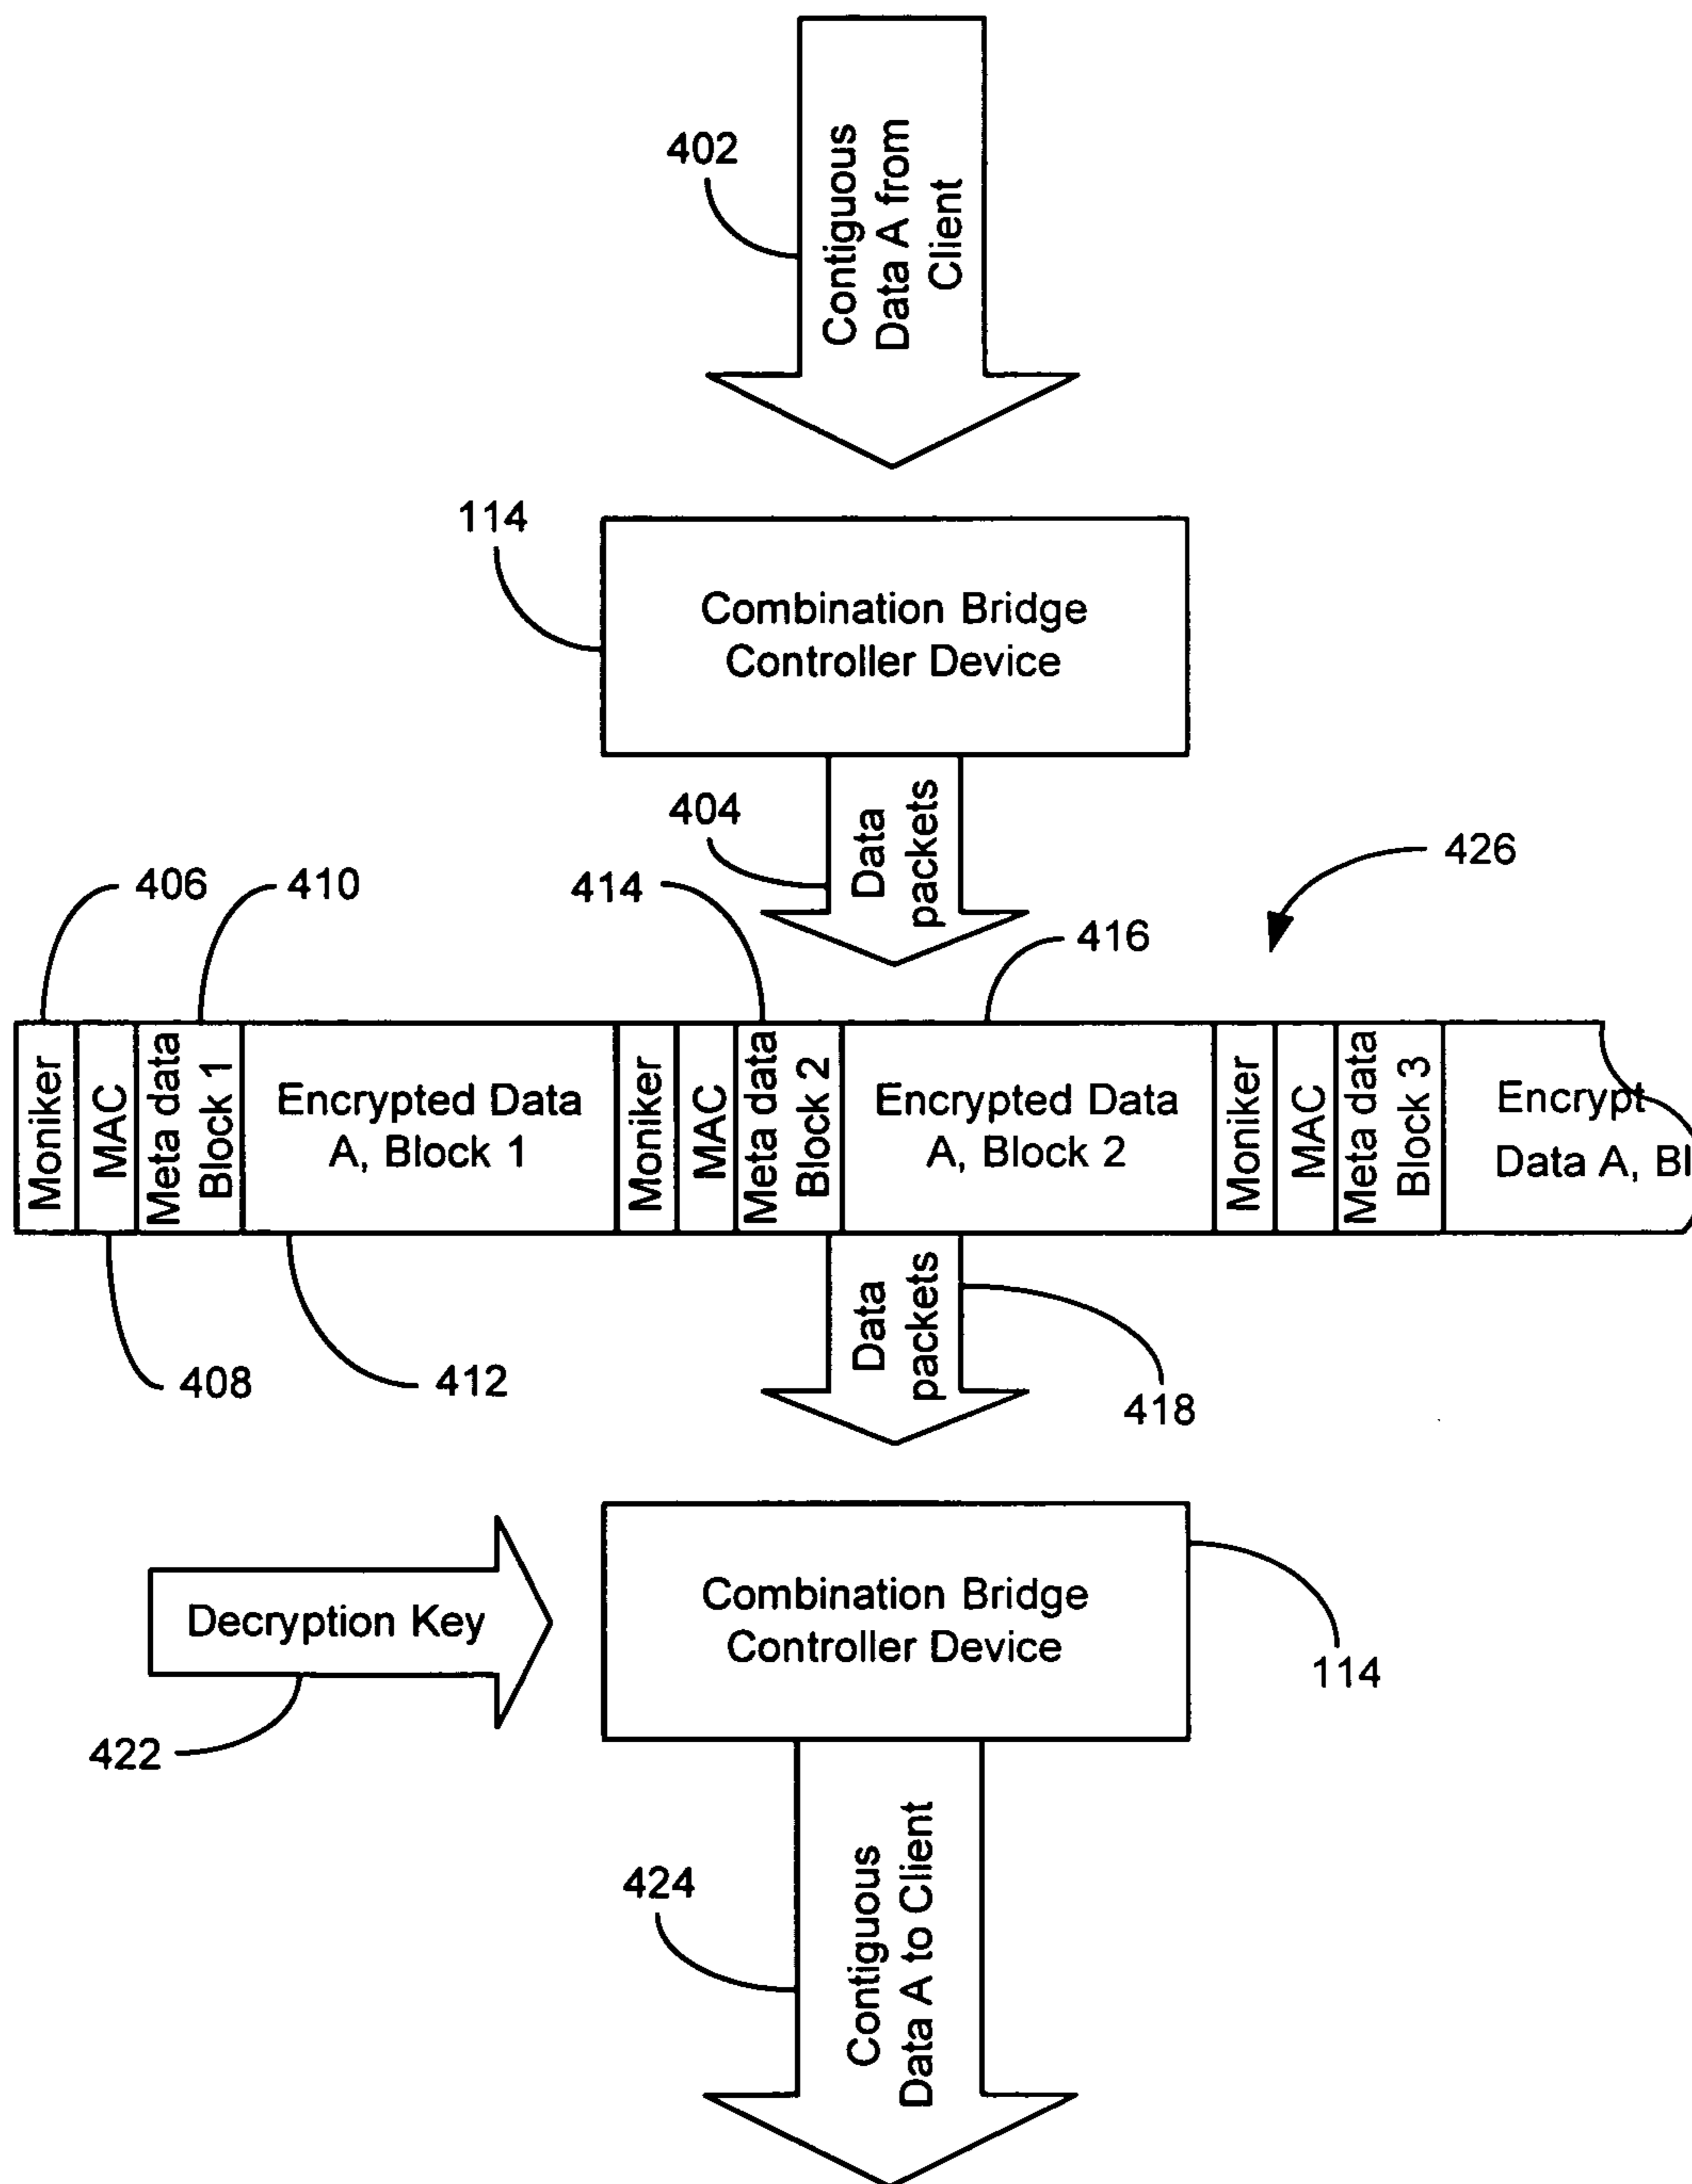 402
Contiguous
Data A from
Client
114
Combination Bridge
Controller Device
404
Data
packets
426
406
410
414
416
Moniker
MAC
Meta data
Block 1
Encrypted Data
A, Block 1
Moniker
MAC
Meta data
Block 2
Encrypted Data
A, Block 2
Moniker
MAC
Meta data
Block 3
Encrypt
Data A, Bl
408
412
Data
packets
418
Decryption Key
422
Combination Bridge
Controller Device
114
424
Contiguous
Data A to Client